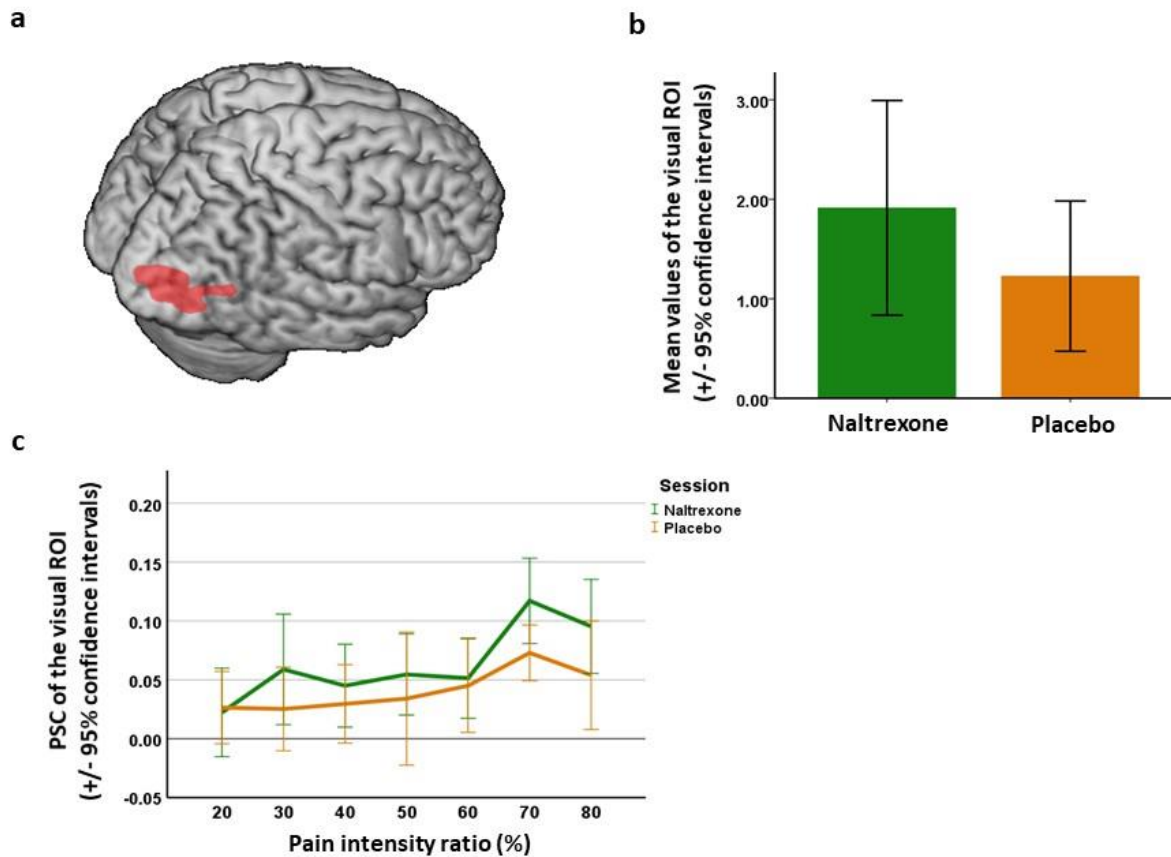 a
b
Mean values of the visual ROI
(+/- 95% confidence intervals)
3.00
2.00
1.00
0.00
Naltrexone
Placebo
c
PSC of the visual ROI
(+/- 95% confidence intervals)
0.20
0.15
0.10
0.05
0.00
-0.05
20 30 40 50 60 70 80
Pain intensity ratio (%)
Session
Naltrexone
Placebo